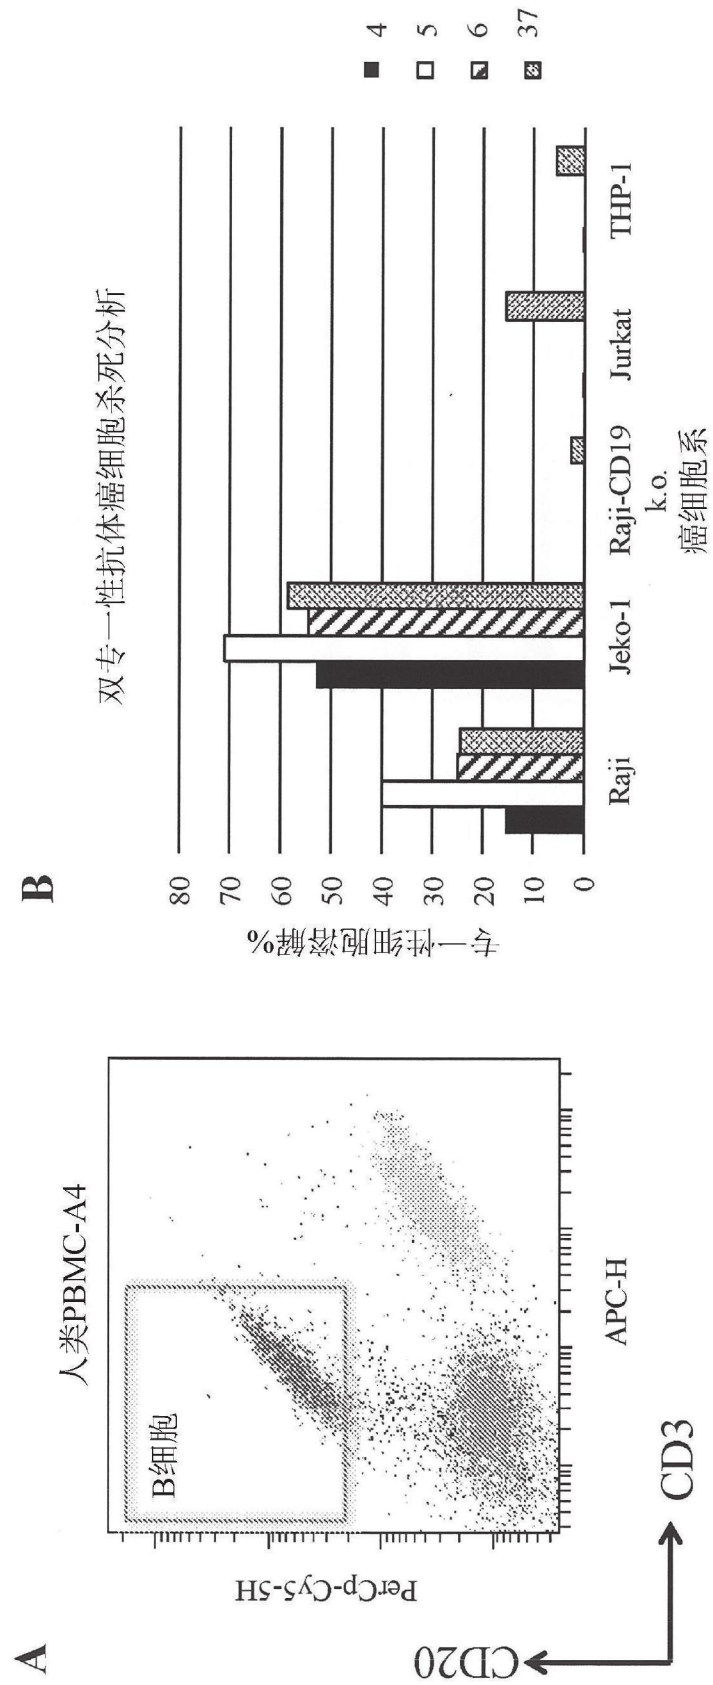 A
人类PBMC-A4
B细胞
PerCp-Cy5-5H
APC-H
CD20
CD3
B
双专一性抗体癌细胞杀死分析
专一性细胞溶解%
80
70
60
50
40
30
20
10
0
Raji
Jeko-1
Raji-CD19
k.o.
Jurkat
THP-1
癌细胞系
4
5
6
37